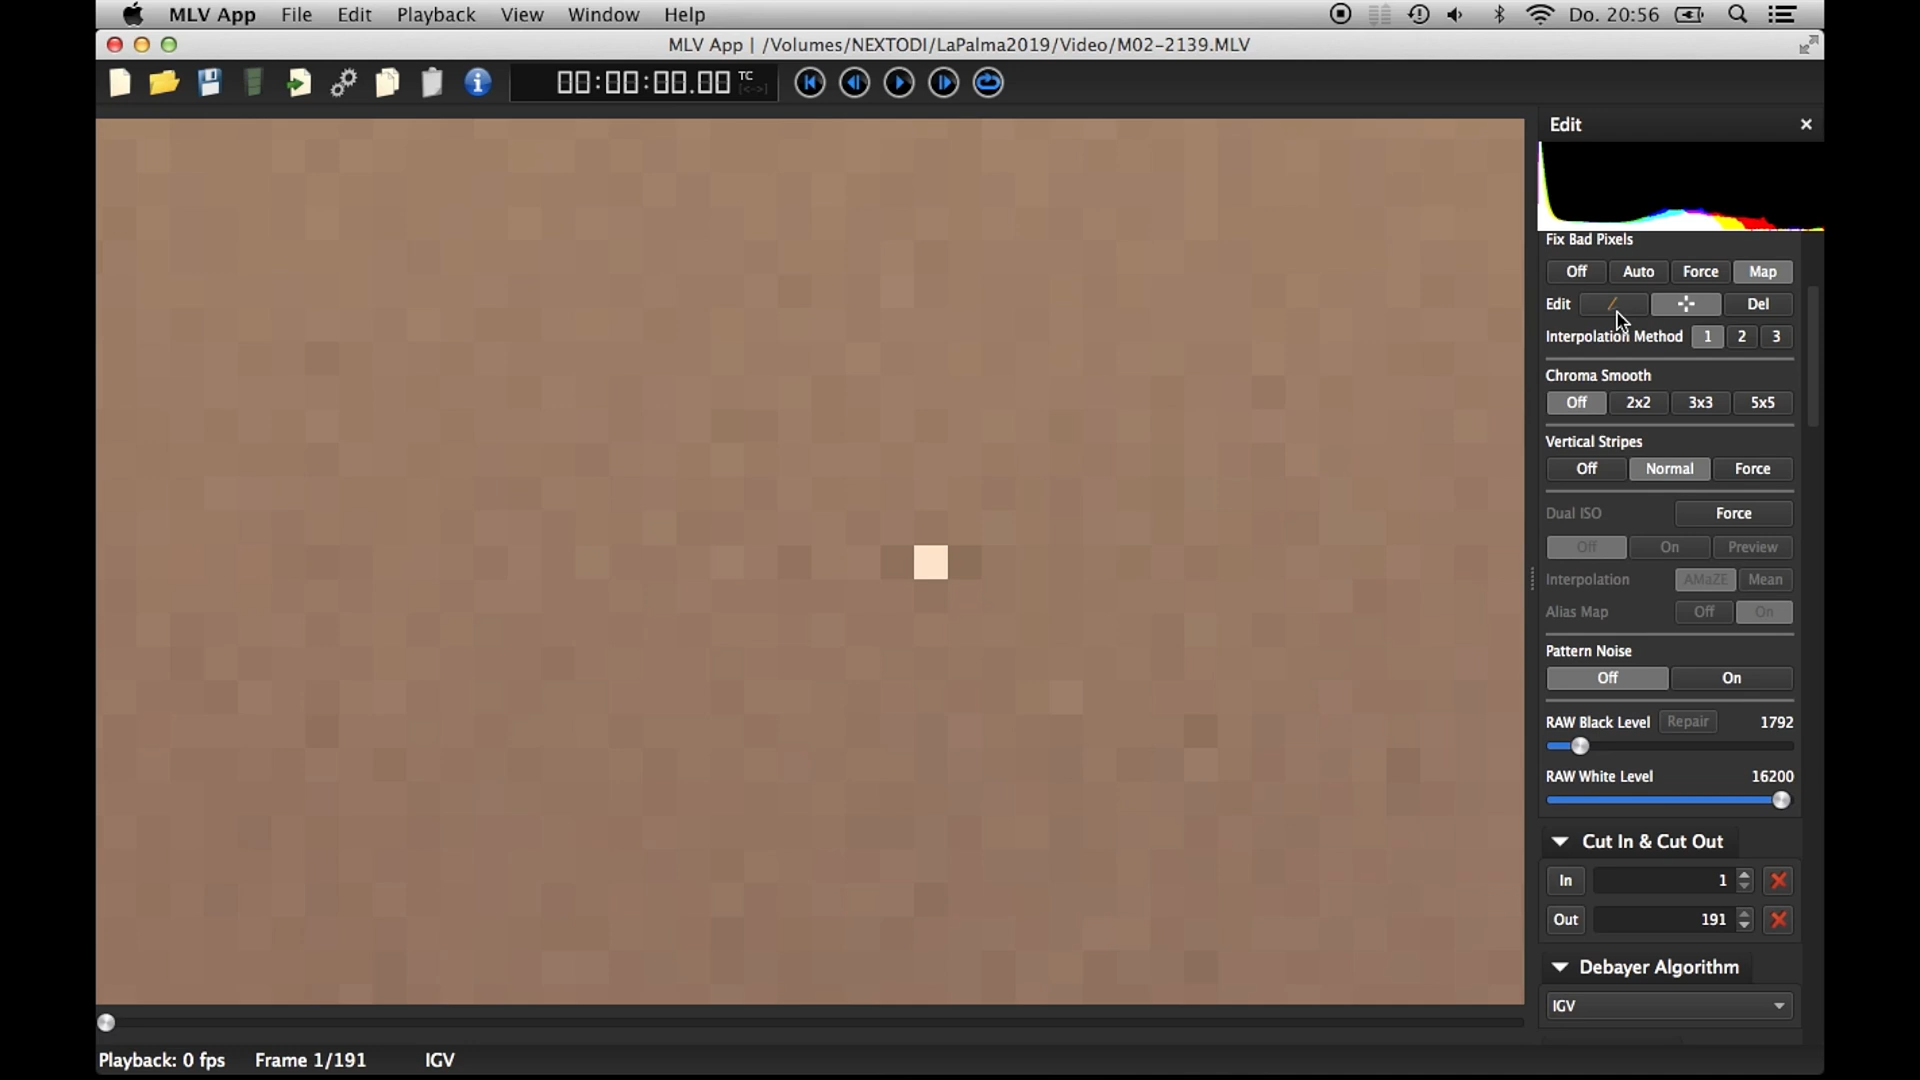 MLV App File Edit Playback View Window Help Do. 20:56
MLV App | /Volumes/NEXTODI/LaPalma2019/Video/M02-2139.MLV
00:00:00.00 TC
[<->]
Edit
Fix Bad Pixels
Off Auto Force Map
Edit Del
Interpolation Method 1 2 3
Chroma Smooth
Off 2x2 3x3 5x5
Vertical Stripes
Off Normal Force
Dual ISO Force
Off On Preview
Interpolation AMaZE Mean
Alias Map Off On
Pattern Noise
Off On
RAW Black Level Repair 1792
RAW White Level 16200
Cut In & Cut Out
In 1
Out 191
Debayer Algorithm
IGV
Playback: 0 fps Frame 1/191 IGV